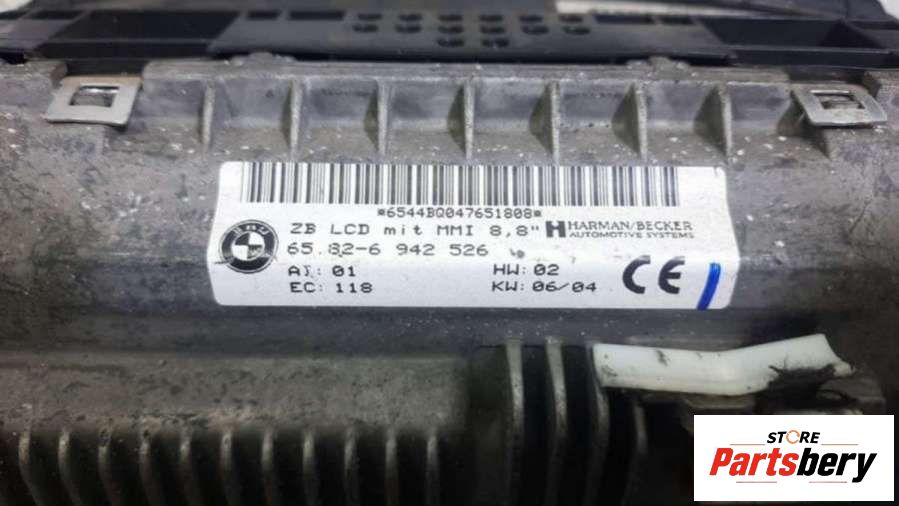 *6544BQ047651808*
ZB LCD mit MMI 8,8" HARMAN/BECKER
AUTOMOTIVE SYSTEMS
65.82-6 942 526
AI: 01 HW: 02
EC: 118 KW: 06/04
CE
STORE
Partsbery